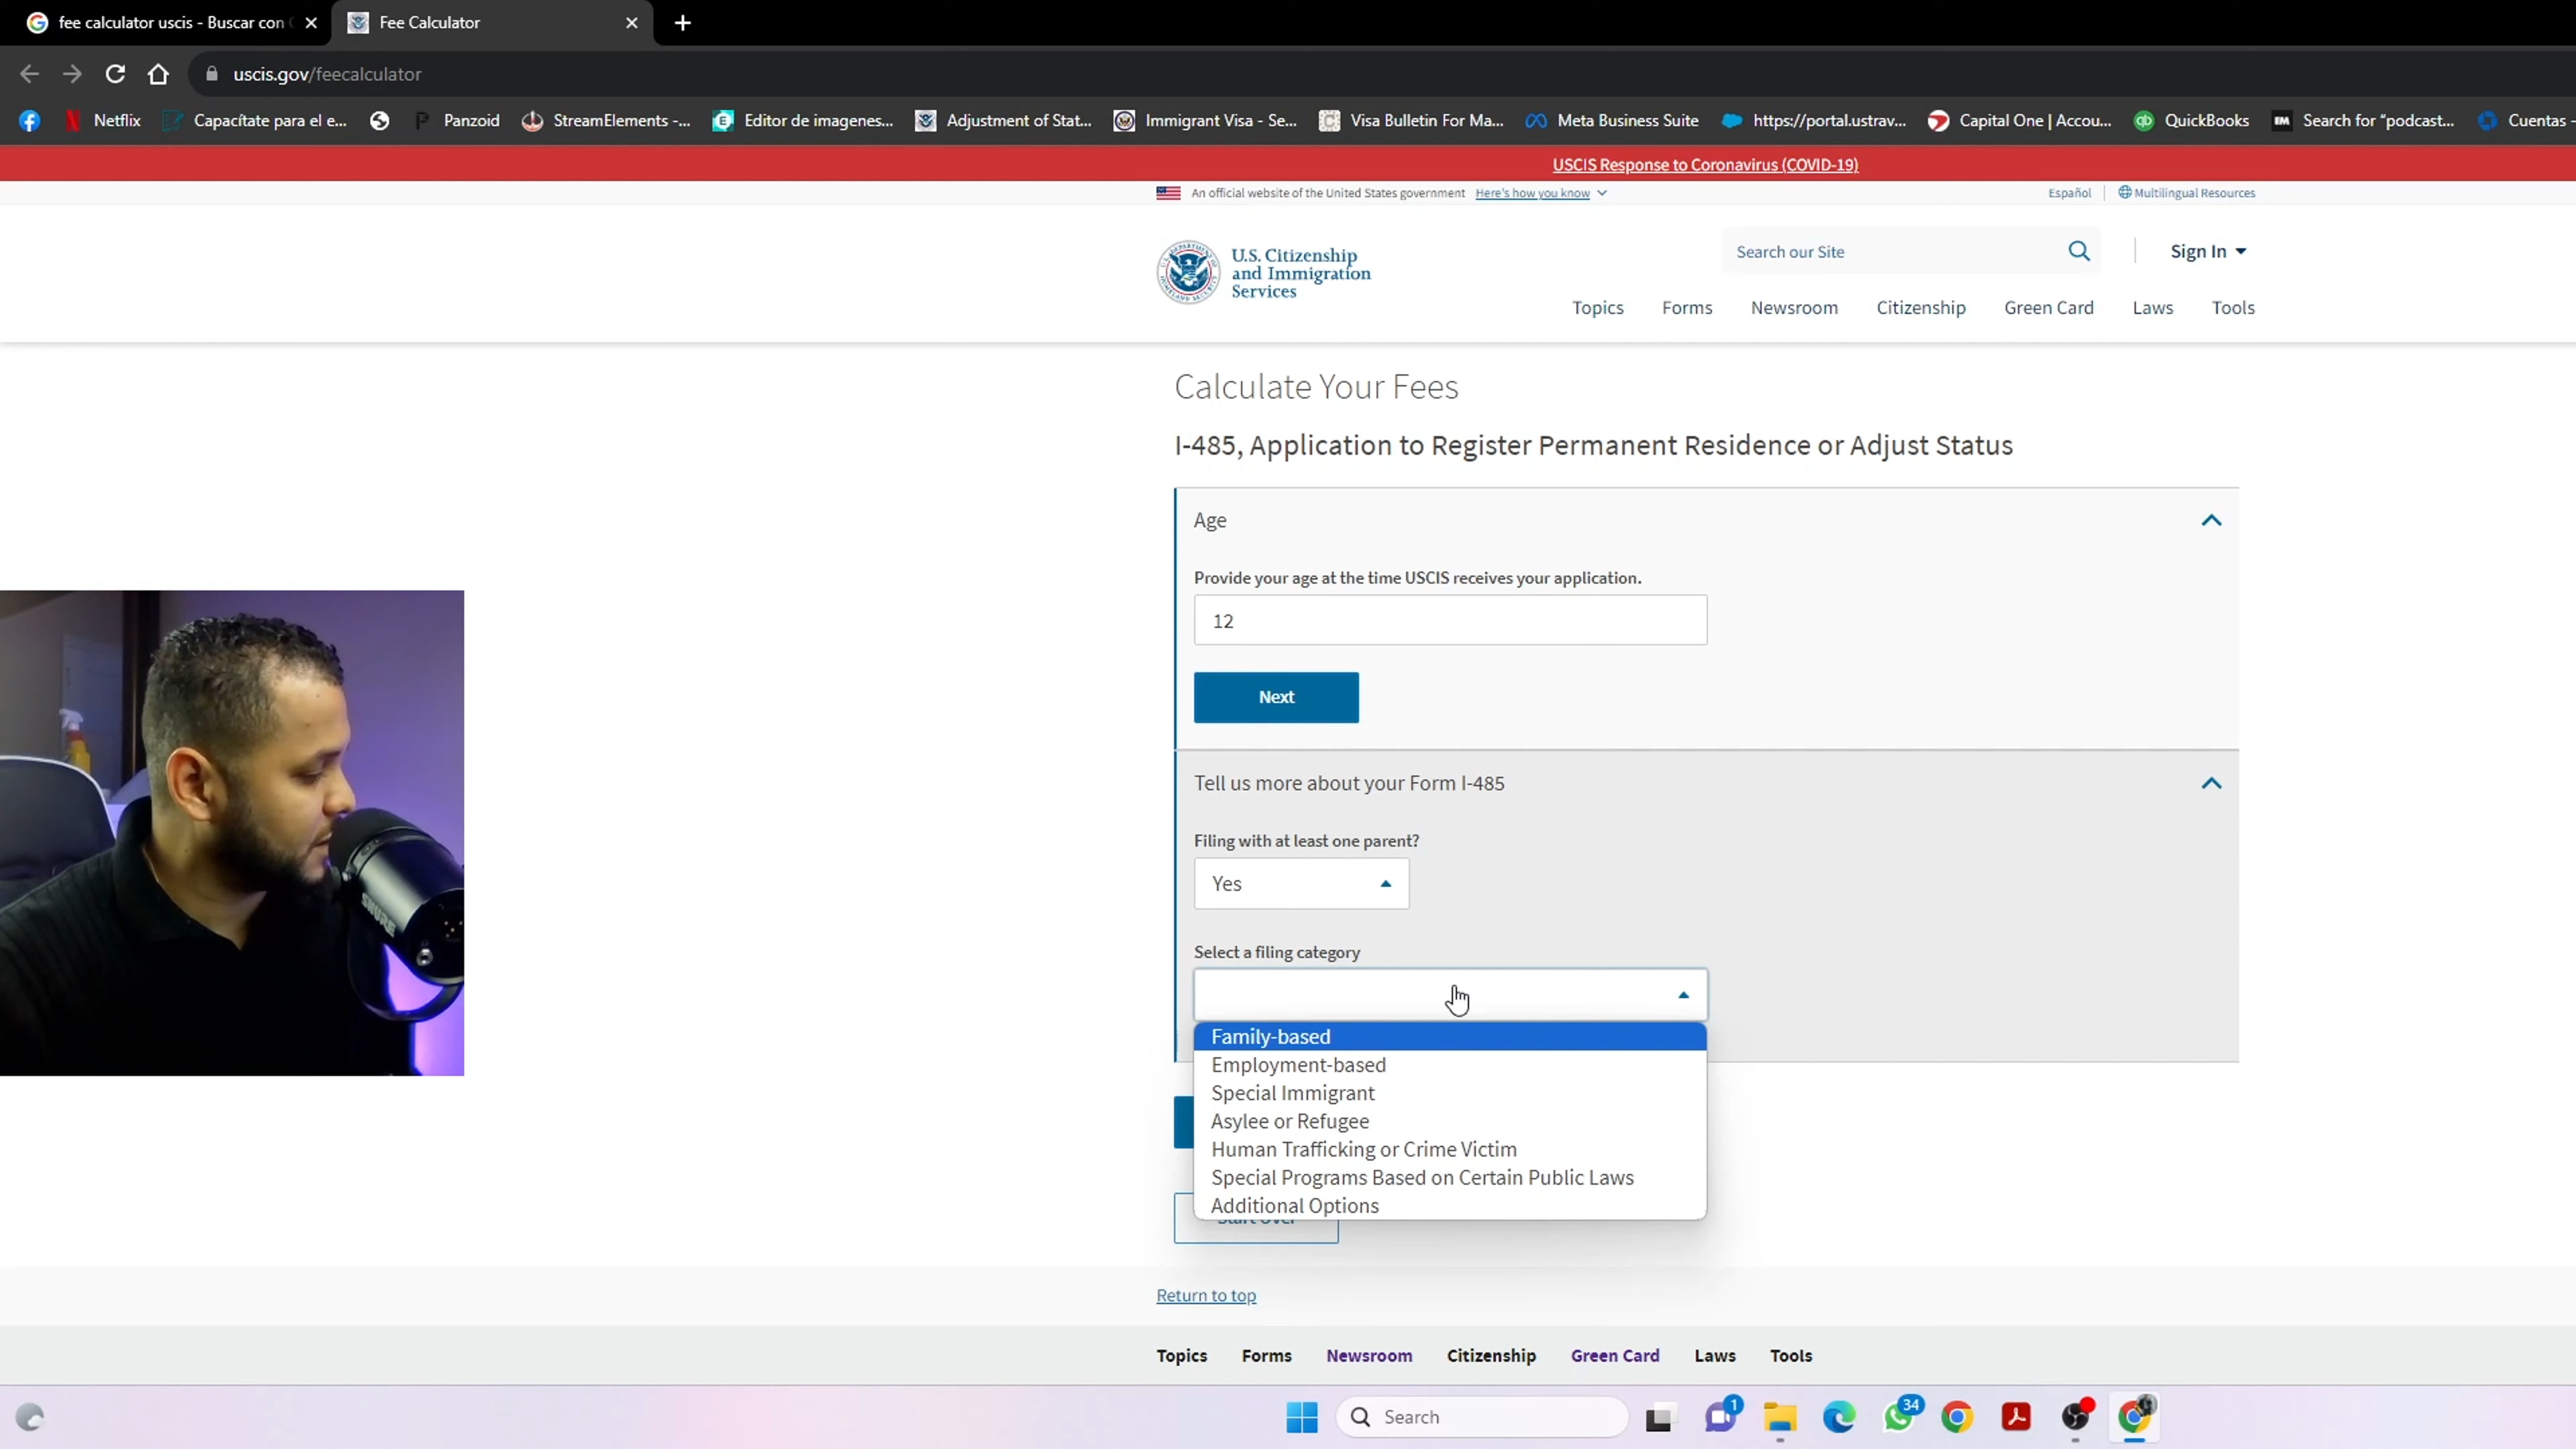 fee calculator uscis - Buscar con
Fee Calculator
uscis.gov/feecalculator
Netflix
Capacítate para el e...
Panzoid
StreamElements -...
Editor de imagenes...
Adjustment of Stat...
Immigrant Visa - Se...
Visa Bulletin For Ma...
Meta Business Suite
https://portal.ustrav...
Capital One | Accou...
QuickBooks
Search for “podcast...
Cuentas -
USCIS Response to Coronavirus (COVID-19)
An official website of the United States government Here's how you know
Español
Multilingual Resources
U.S. Citizenship
and Immigration
Services
Search our Site
Sign In
Topics Forms Newsroom Citizenship Green Card Laws Tools
Calculate Your Fees
I-485, Application to Register Permanent Residence or Adjust Status
Age
Provide your age at the time USCIS receives your application.
12
Next
Tell us more about your Form I-485
Filing with at least one parent?
Yes
Select a filing category
Family-based
Employment-based
Special Immigrant
Asylee or Refugee
Human Trafficking or Crime Victim
Special Programs Based on Certain Public Laws
Additional Options
Start Over
Return to top
Topics Forms Newsroom Citizenship Green Card Laws Tools
Search
1
34
SHURE